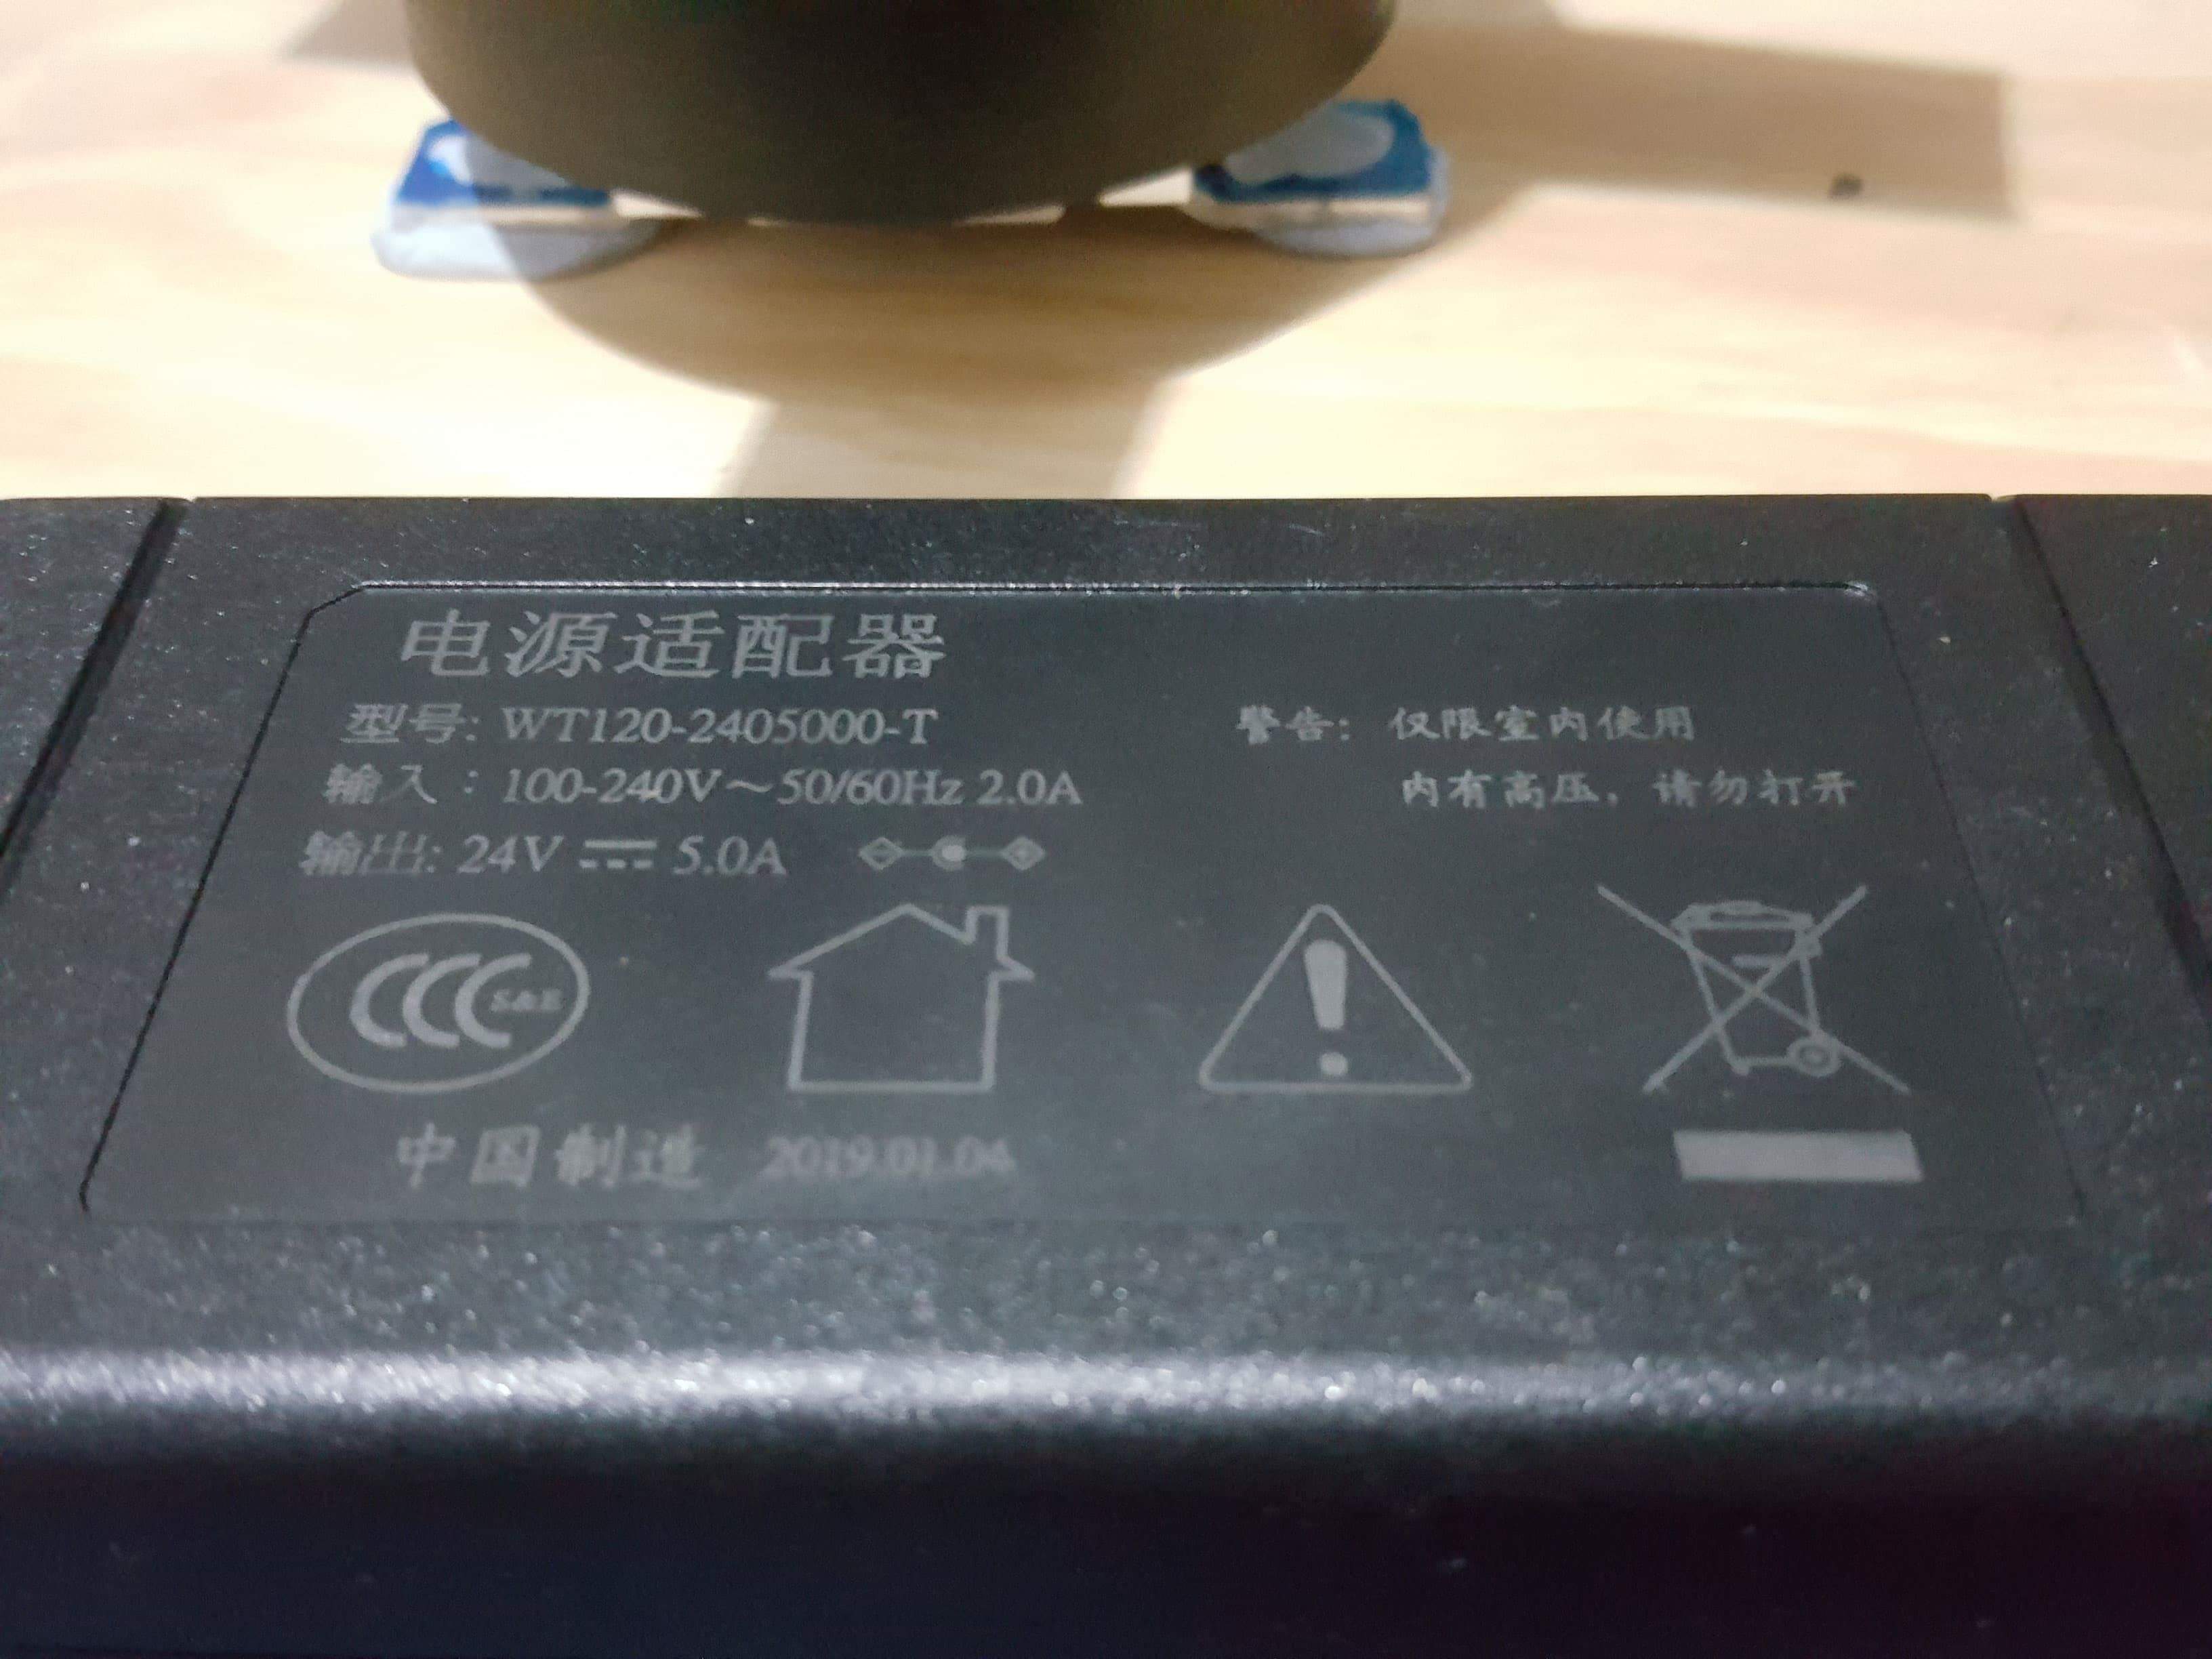 电源适配器
型号: WT120-2405000-T
输入：100-240V～50/60Hz 2.0A
输出: 24V ⎓ 5.0A
警告：仅限室内使用
内有高压，请勿打开
CCC S&E
中国制造 2019.01.04